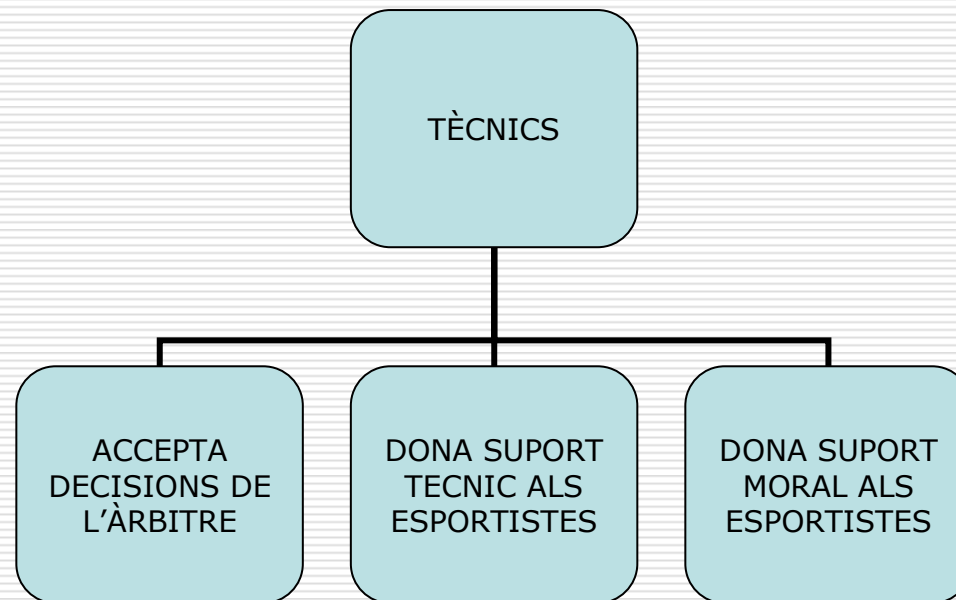 TÈCNICS
ACCEPTA
DECISIONS DE
L’ÀRBITRE
DONA SUPORT
TECNIC ALS
ESPORTISTES
DONA SUPORT
MORAL ALS
ESPORTISTES